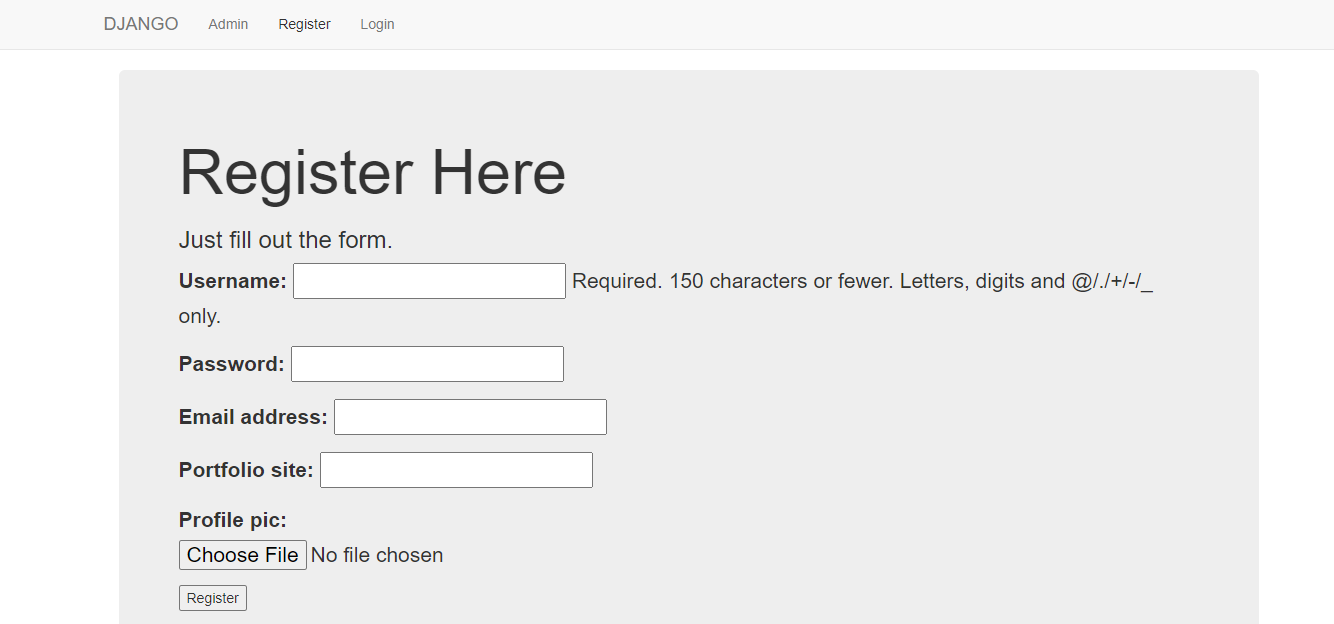 DJANGO Admin Register Login
Register Here
Just fill out the form.
Username: Required. 150 characters or fewer. Letters, digits and @/./+/-/_
only.
Password:
Email address:
Portfolio site:
Profile pic:
Choose File No file chosen
Register